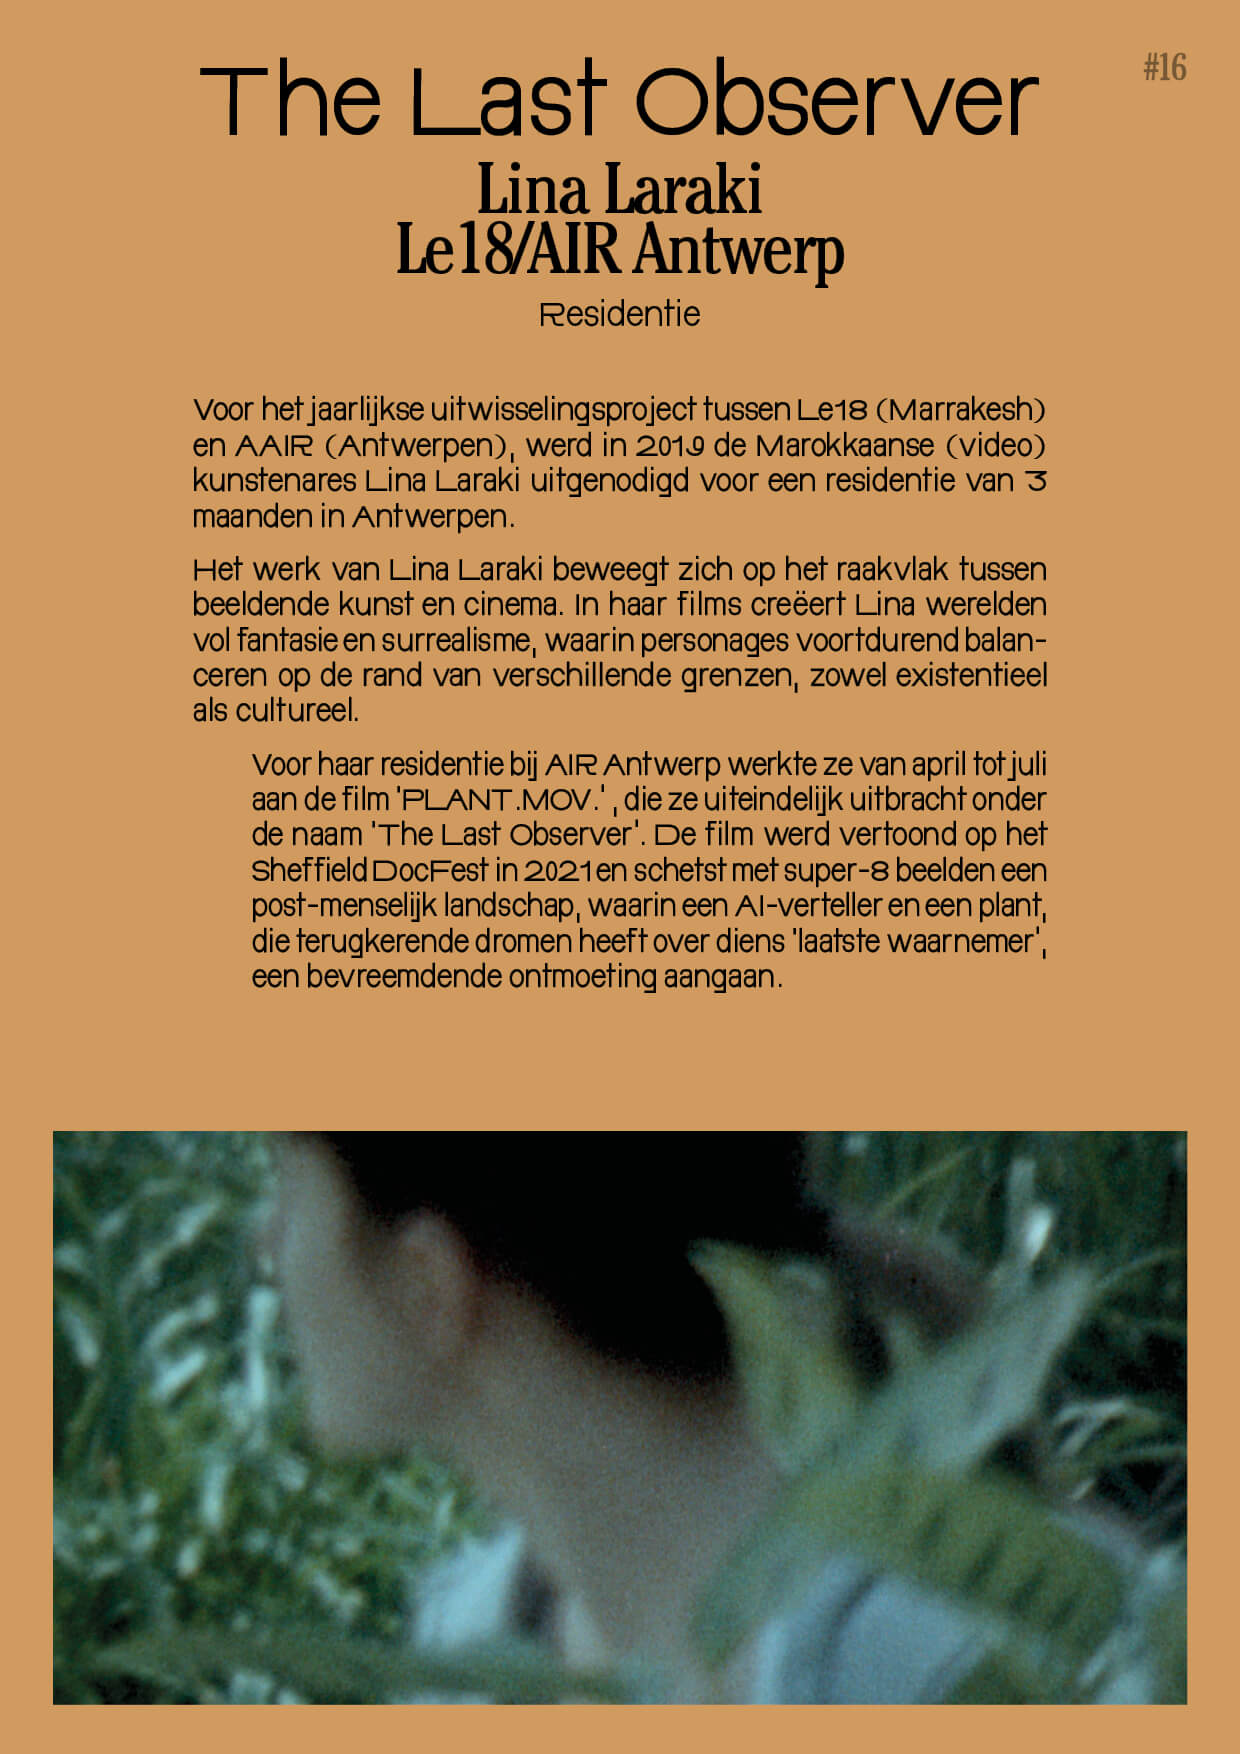 #16
The Last Observer
Lina Laraki
Le18/AIR Antwerp
Residentie
Voor het jaarlijkse uitwisselingsproject tussen Le18 (Marrakesh)
en AAIR (Antwerpen), werd in 2019 de Marokkaanse (video)
kunstenares Lina Laraki uitgenodigd voor een residentie van 3
maanden in Antwerpen.
Het werk van Lina Laraki beweegt zich op het raakvlak tussen
beeldende kunst en cinema. In haar films creëert Lina werelden
vol fantasie en surrealisme, waarin personages voortdurend balan-
ceren op de rand van verschillende grenzen, zowel existentieel
als cultureel.
Voor haar residentie bij AIR Antwerp werkte ze van april tot juli
aan de film 'PLANT.MOV.' , die ze uiteindelijk uitbracht onder
de naam 'The Last Observer'. De film werd vertoond op het
Sheffield DocFest in 2021 en schetst met super-8 beelden een
post-menselijk landschap, waarin een AI-verteller en een plant,
die terugkerende dromen heeft over diens 'laatste waarnemer',
een bevreemdende ontmoeting aangaan.